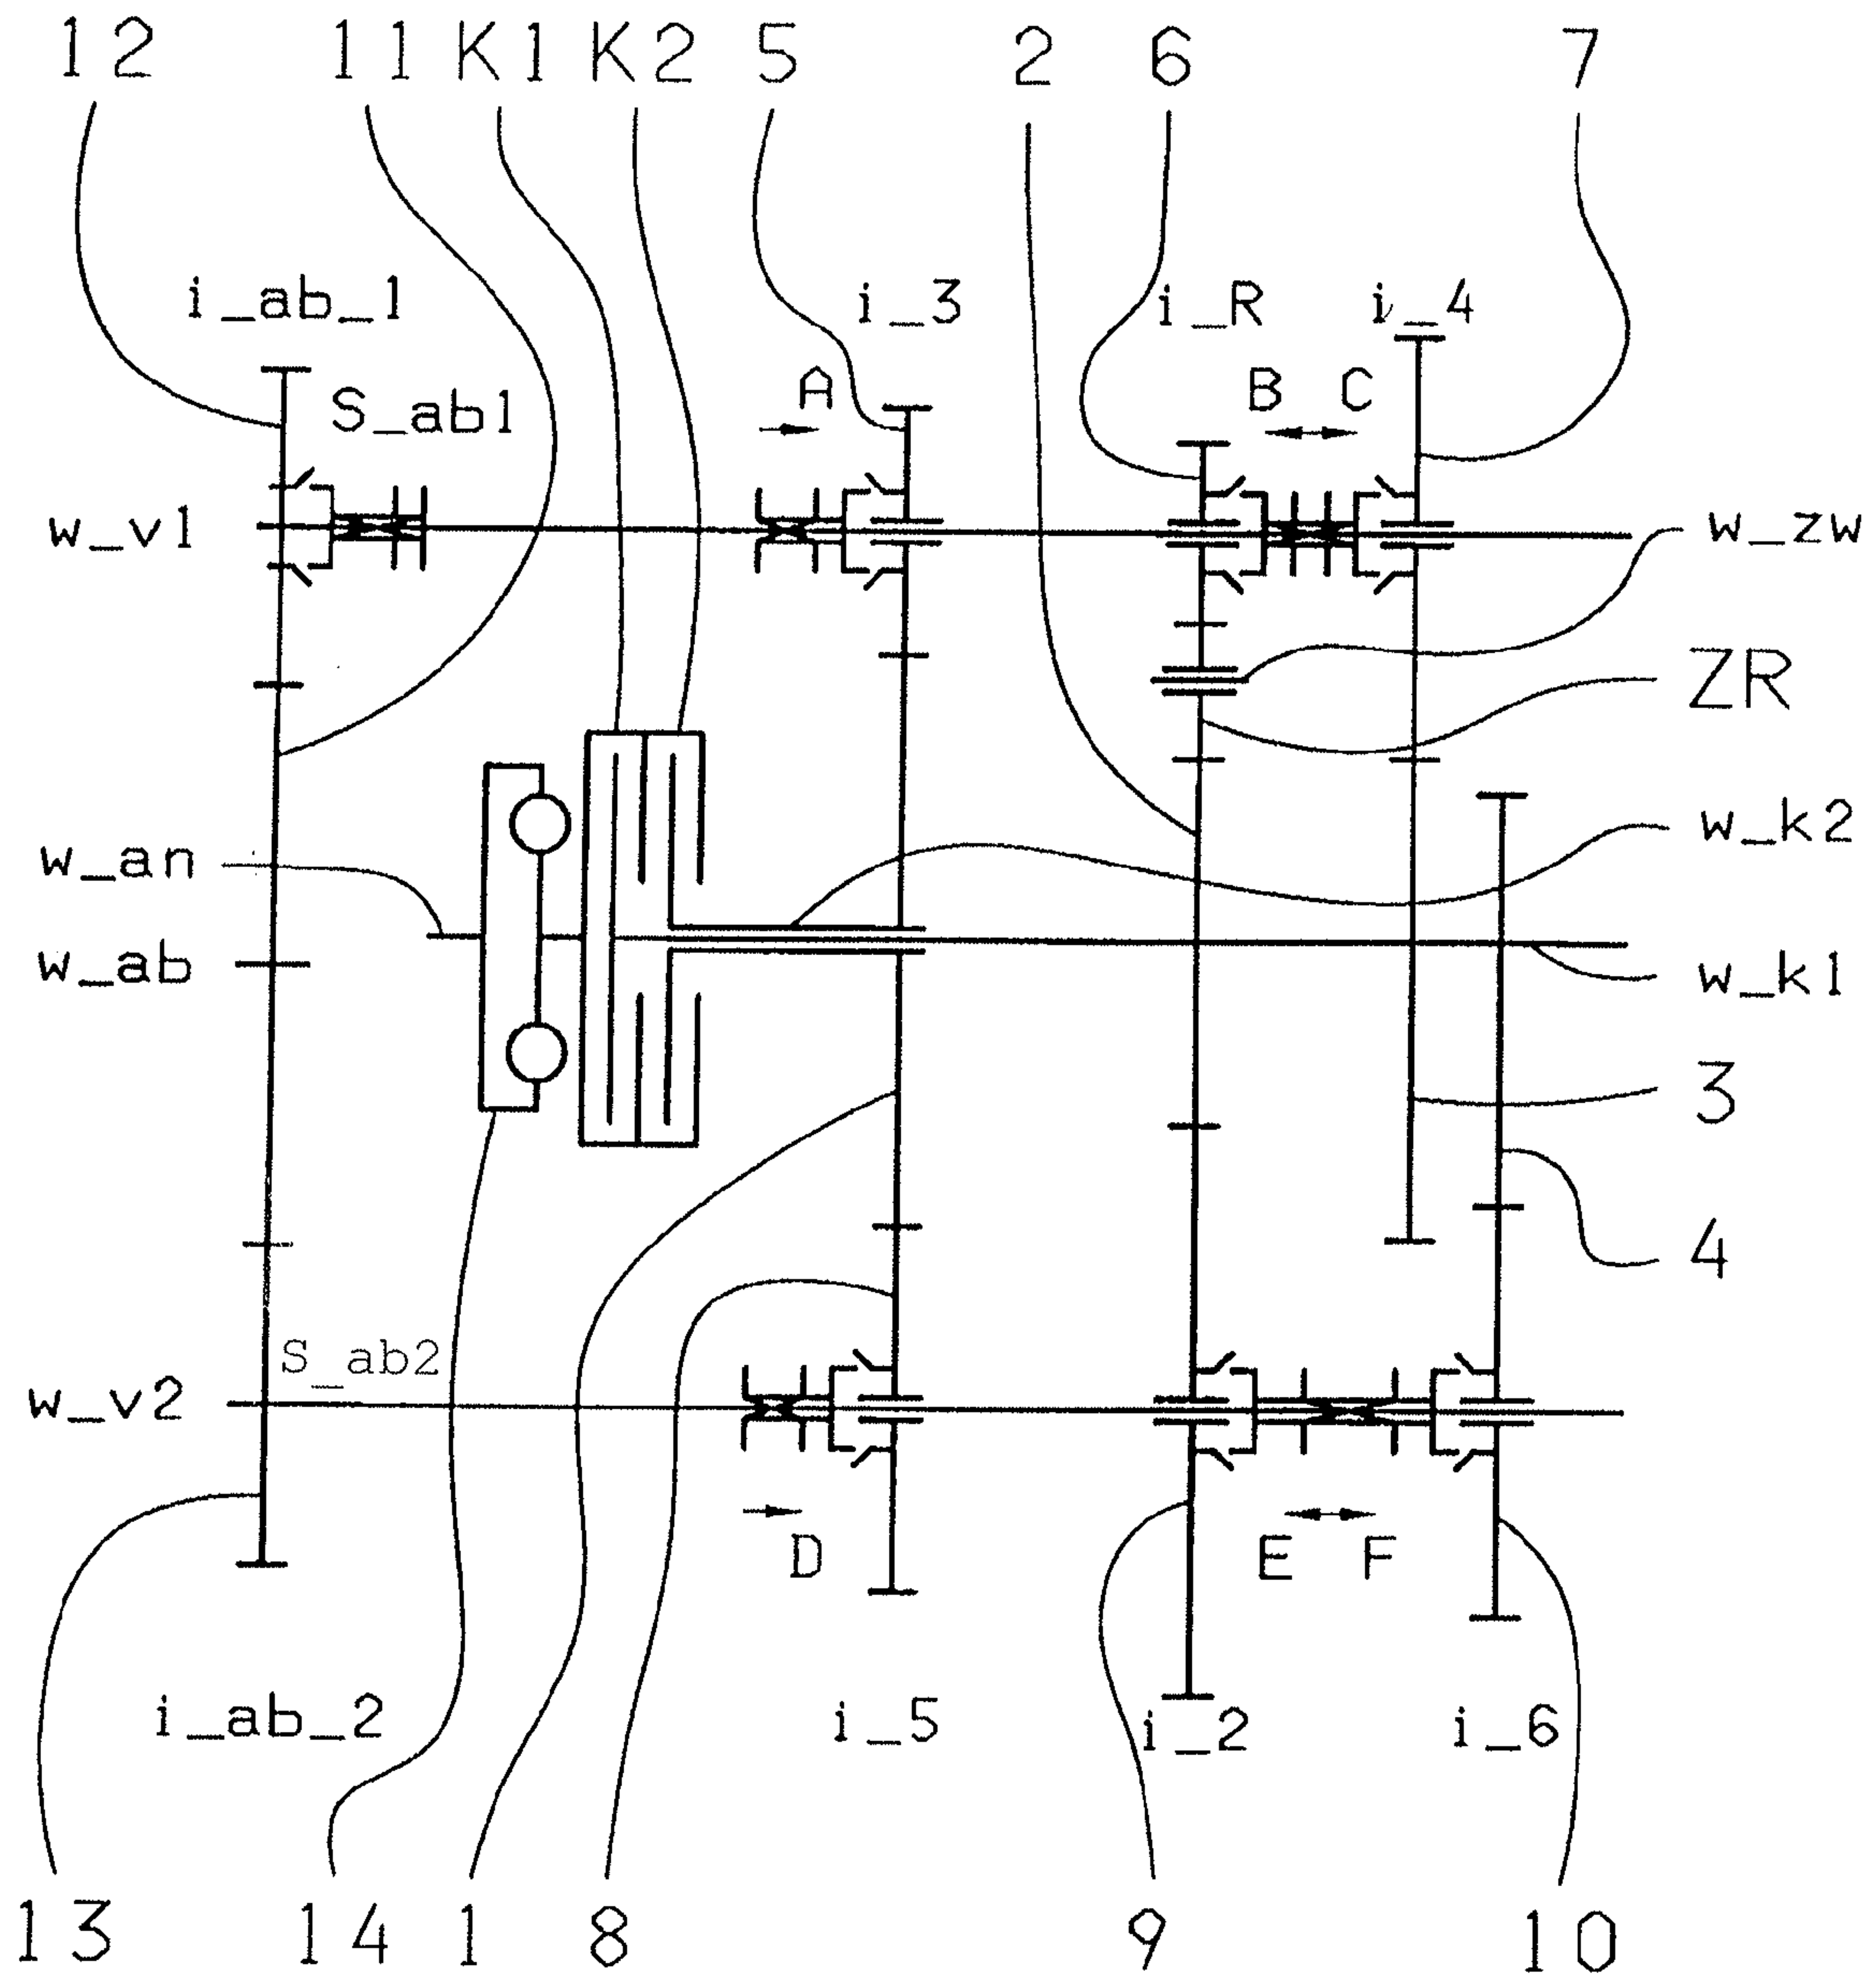 12 11 K1 K2 5 2 6 7
i_ab_1 i_3 i_R i_4
S_ab1 A B C
w_v1 w_zw
ZR
w_an w_k2
w_ab w_k1
3
4
S_ab2
w_v2
D E F
i_ab_2 i_5 i_2 i_6
13 14 1 8 9 10